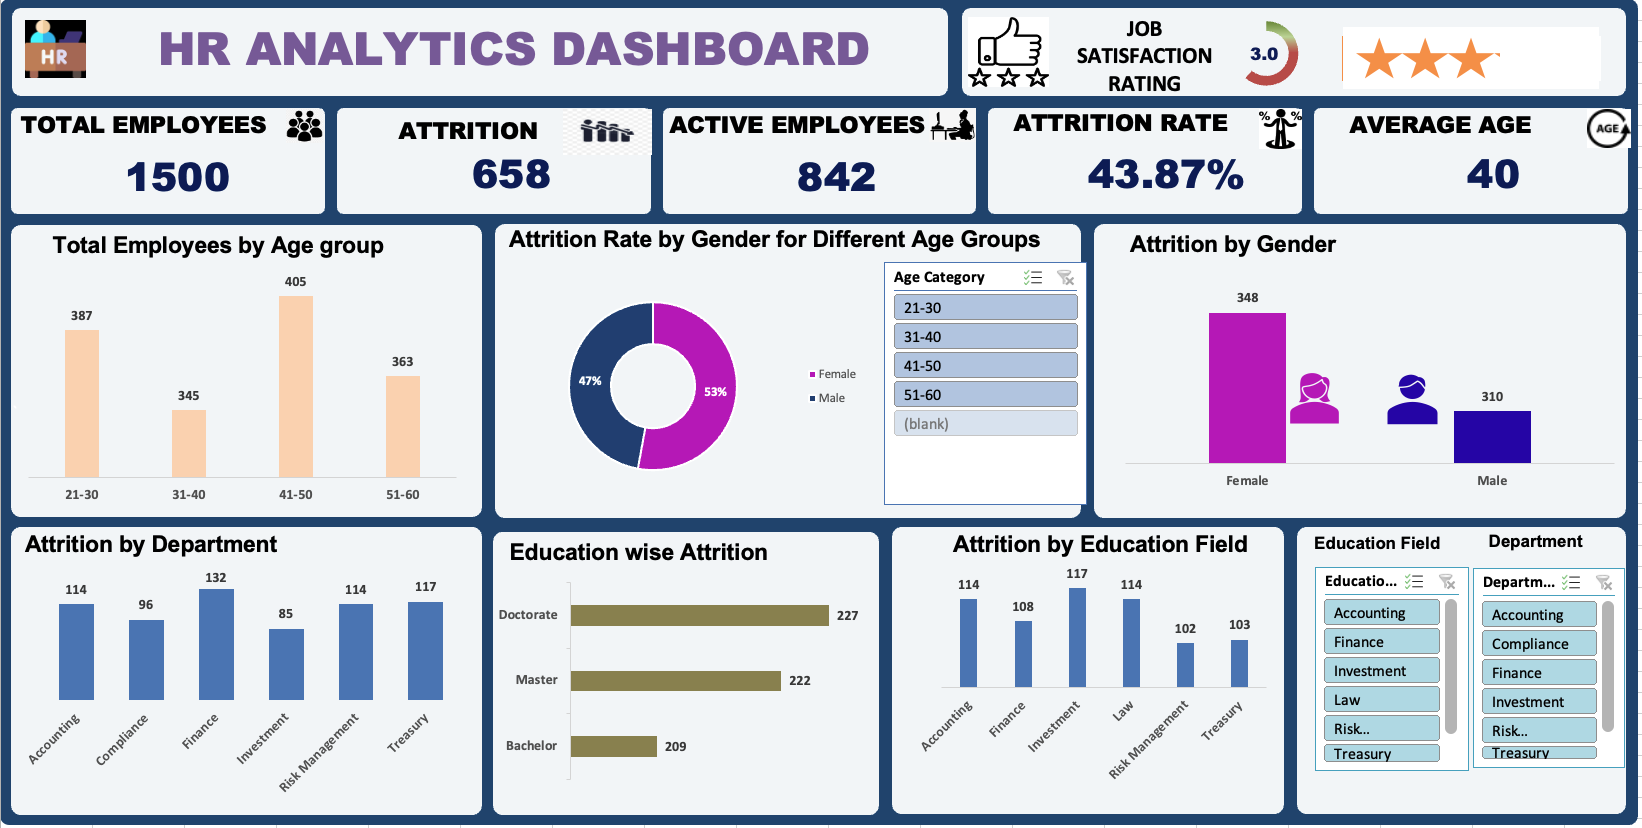 HR
HR ANALYTICS DASHBOARD
JOB
SATISFACTION
RATING
3.0
TOTAL EMPLOYEES
1500
ATTRITION
658
ACTIVE EMPLOYEES
842
ATTRITION RATE
% %
43.87%
AVERAGE AGE
AGE
40
Total Employees by Age group
387
345
405
363
21-30
31-40
41-50
51-60
Attrition Rate by Gender for Different Age Groups
47%
53%
Female
Male
Age Category
21-30
31-40
41-50
51-60
(blank)
Attrition by Gender
348
310
Female
Male
Attrition by Department
114
96
132
85
114
117
Accounting
Compliance
Finance
Investment
Risk Management
Treasury
Education wise Attrition
Doctorate 227
Master 222
Bachelor 209
Attrition by Education Field
114
108
117
114
102
103
Accounting
Finance
Investment
Law
Risk Management
Treasury
Education Field
Educatio...
Accounting
Finance
Investment
Law
Risk...
Treasury
Department
Departm...
Accounting
Compliance
Finance
Investment
Risk...
Treasury